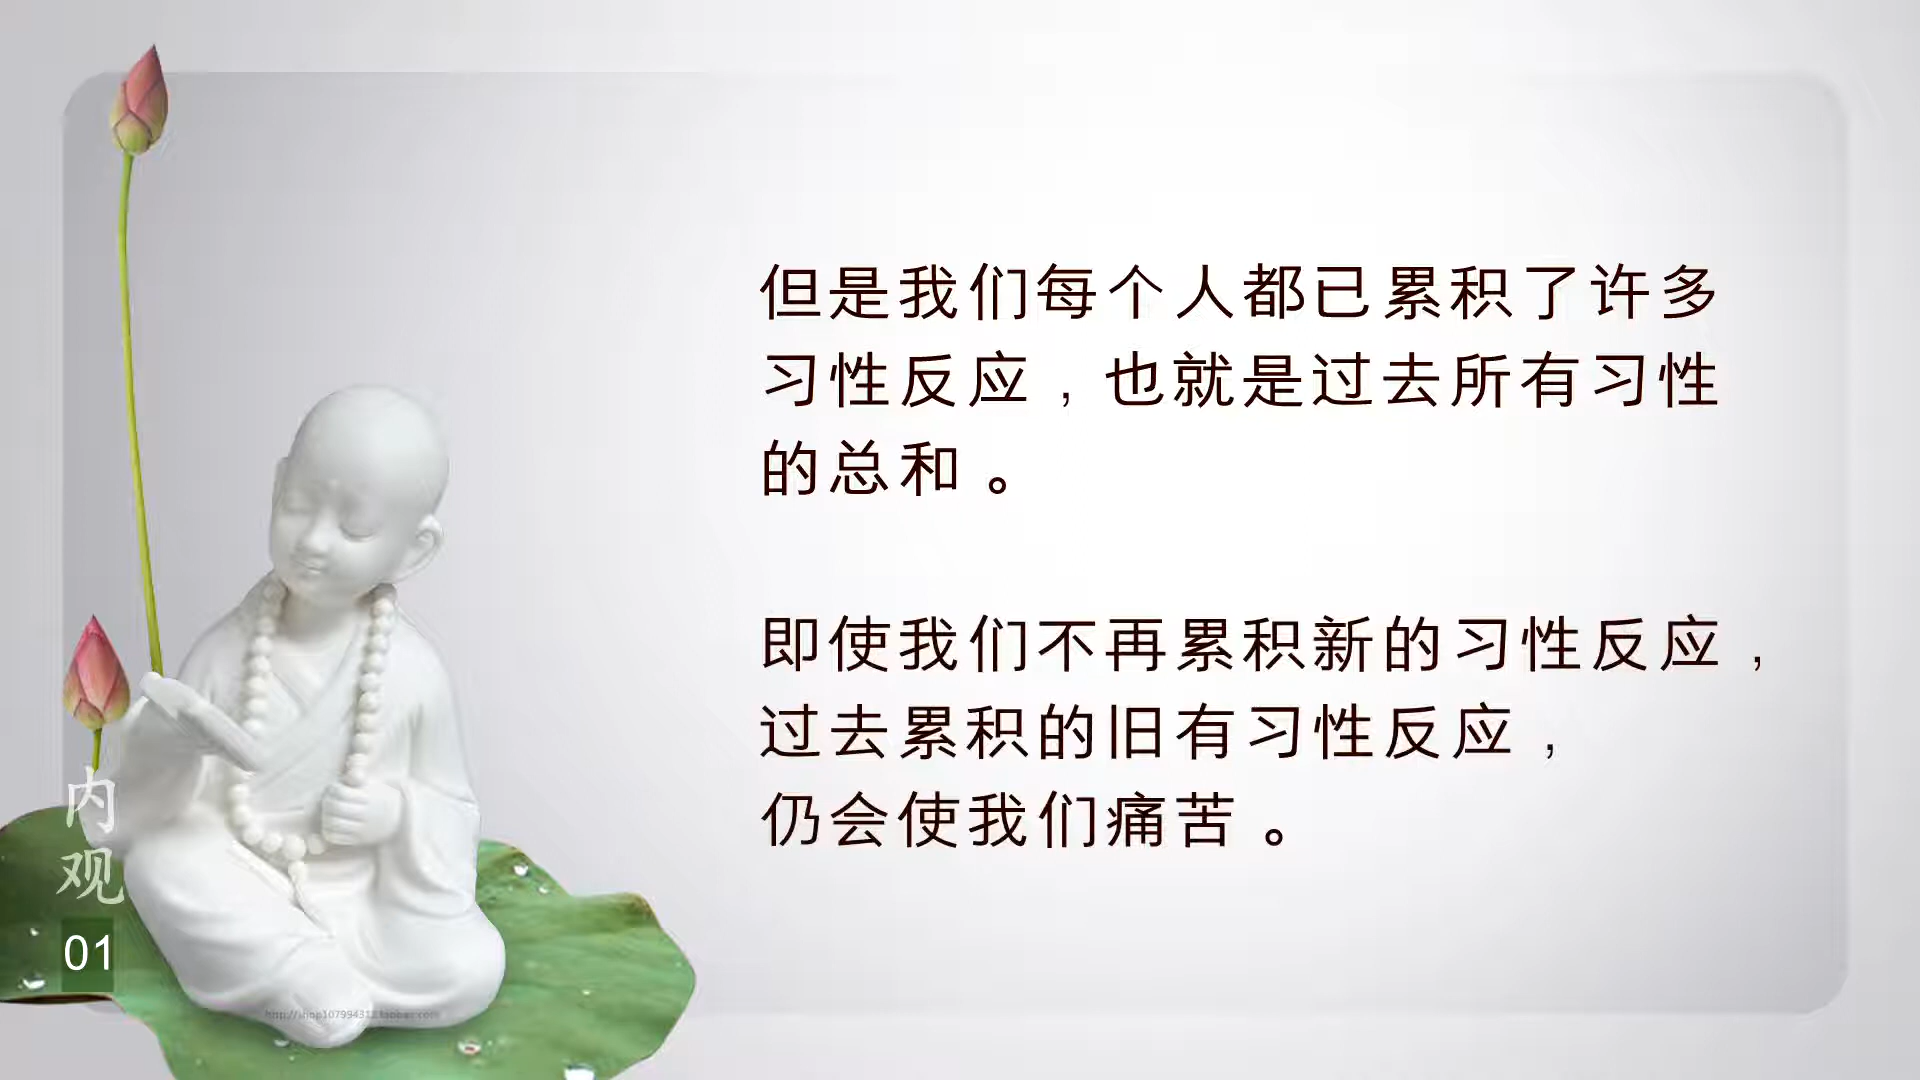 但是我们每个人都已累积了许多
习性反应，也就是过去所有习性
的总和。
即使我们不再累积新的习性反应，
过去累积的旧有习性反应，
仍会使我们痛苦。
内
观
01